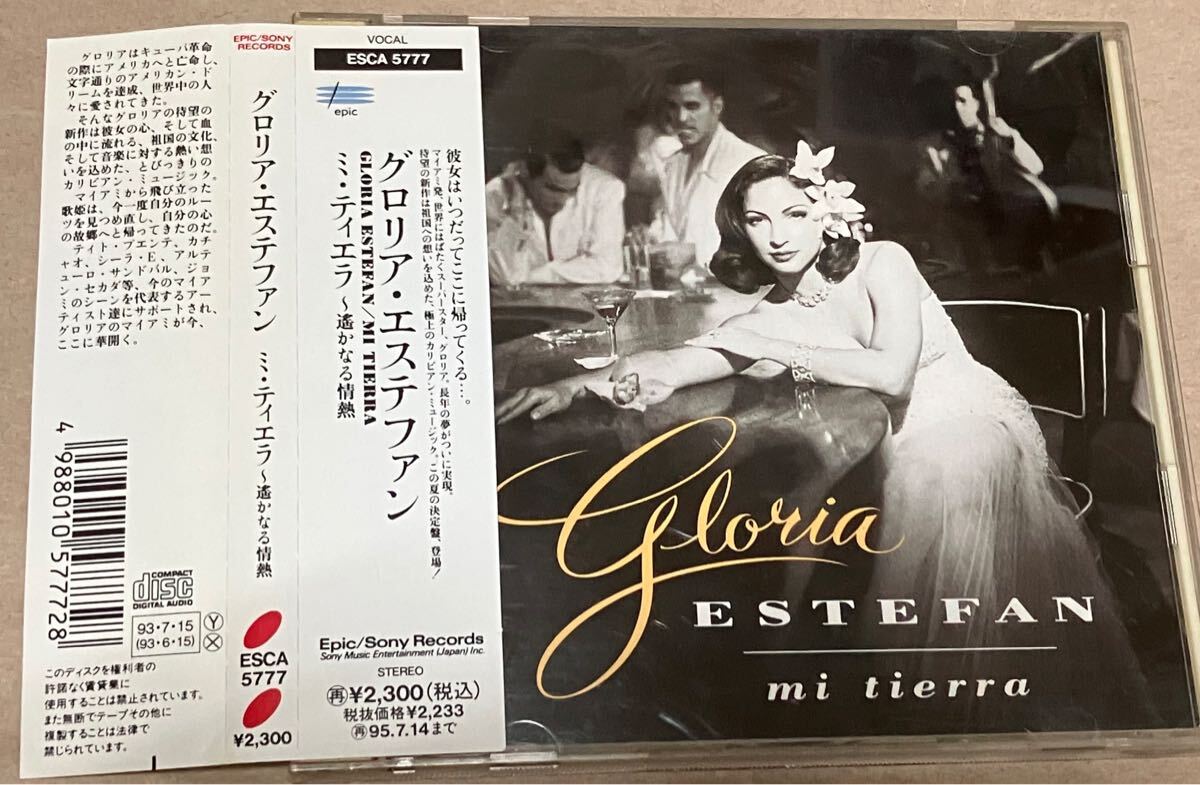 グロリアはキューバ革命
の際にアメリカへと亡命し、
文字通りのアメリカン・ド
リームを達成、世界中の人
々に愛されてきた。
そんなグロリアの待望の
新作は彼女の心、そして血
の中に流れる、祖国の文化、
そして音楽に対する熱い想
いを込めた、とびっきりの
カリビアン・ミュージック。
マイアミから飛び立った
歌姫は、今一度自分のルー
ツを見つめ直し、自分の心
の故郷へと帰ってきたのだ。
ティト・プエンテ、カチ
ャオ、シーラ・E、アルテ
ューロ・サンドバル、ジョ
ン・セカダ等、今のマイア
ミのシーンを代表するアー
ティスト達にサポートされ、
グロリアのマイアミが今、
ここに華開く。
4 988010 577728
COMPACT
disc
DIGITAL AUDIO
93・7・15 Y
(93・6・15) X
このディスクを権利者の
許諾なく賃貸業に
使用することは禁止されています。
また無断でテープその他に
複製することは法律で
禁じられています。
EPIC/SONY
RECORDS
グロリア・エステファン ミ・ティエラ〜遙かなる情熱
ESCA
5777
¥2,300
VOCAL
ESCA 5777
epic
彼女はいつだってここに帰ってくる…。
マイアミ発、世界にはばたくスーパースター、グロリア。長年の夢がついに実現。
待望の新作は祖国への想いを込めた、極上のカリビアン・ミュージック。この夏の決定盤、登場!
グロリア・エステファン
GLORIA ESTEFAN/MI TIERRA
ミ・ティエラ〜遙かなる情熱
Epic/Sony Records
Sony Music Entertainment (Japan) Inc.
STEREO
再¥2,300(税込)
税抜価格¥2,233
再95.7.14まで
Gloria
ESTEFAN
mi tierra